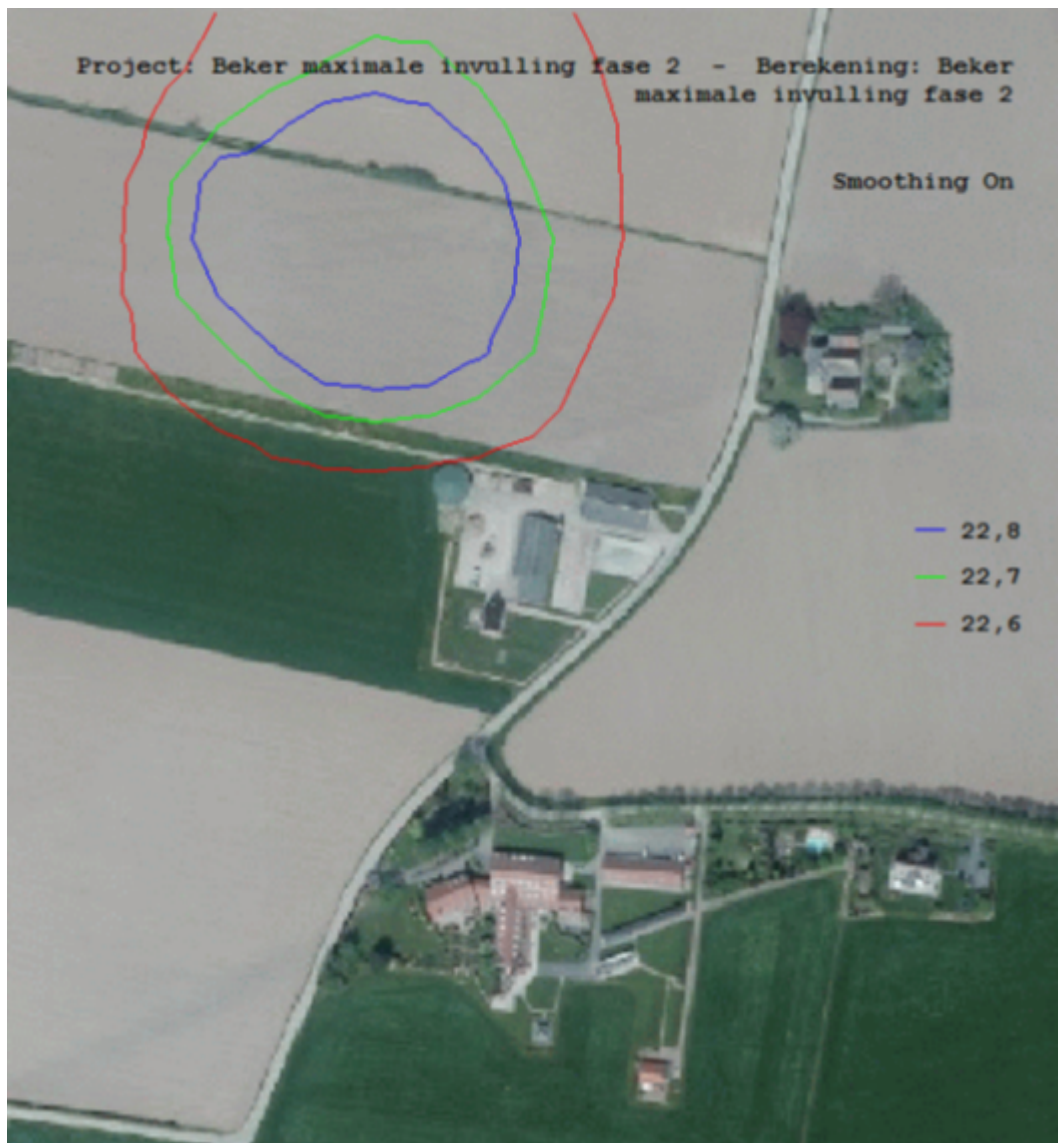 Project: Beker maximale invulling fase 2 - Berekening: Beker
maximale invulling fase 2
Smoothing On
22,8
22,7
22,6